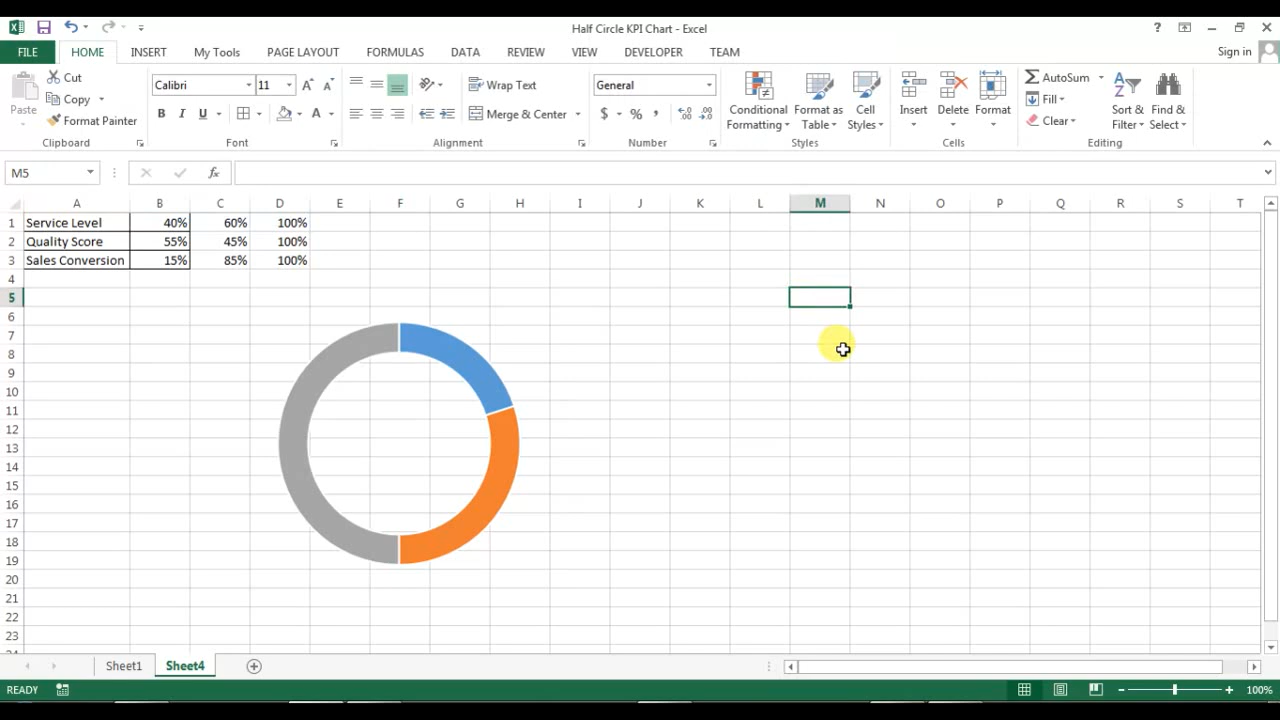 Half Circle KPI Chart - Excel
?
FILE HOME INSERT My Tools PAGE LAYOUT FORMULAS DATA REVIEW VIEW DEVELOPER TEAM Sign in
Paste Cut Copy Format Painter
Calibri 11
B I U A
Wrap Text
Merge & Center
General
$ % ,
Conditional Formatting
Format as Table
Cell Styles
Insert Delete Format
AutoSum
Fill
Clear
Sort & Filter
Find & Select
Clipboard Font Alignment Number Styles Cells Editing
M5 fx
A B C D E F G H I J K L M N O P Q R S T
1 Service Level 40% 60% 100%
2 Quality Score 55% 45% 100%
3 Sales Conversion 15% 85% 100%
4
5
6
7
8
9
10
11
12
13
14
15
16
17
18
19
20
21
22
23
Sheet1 Sheet4
READY 100%